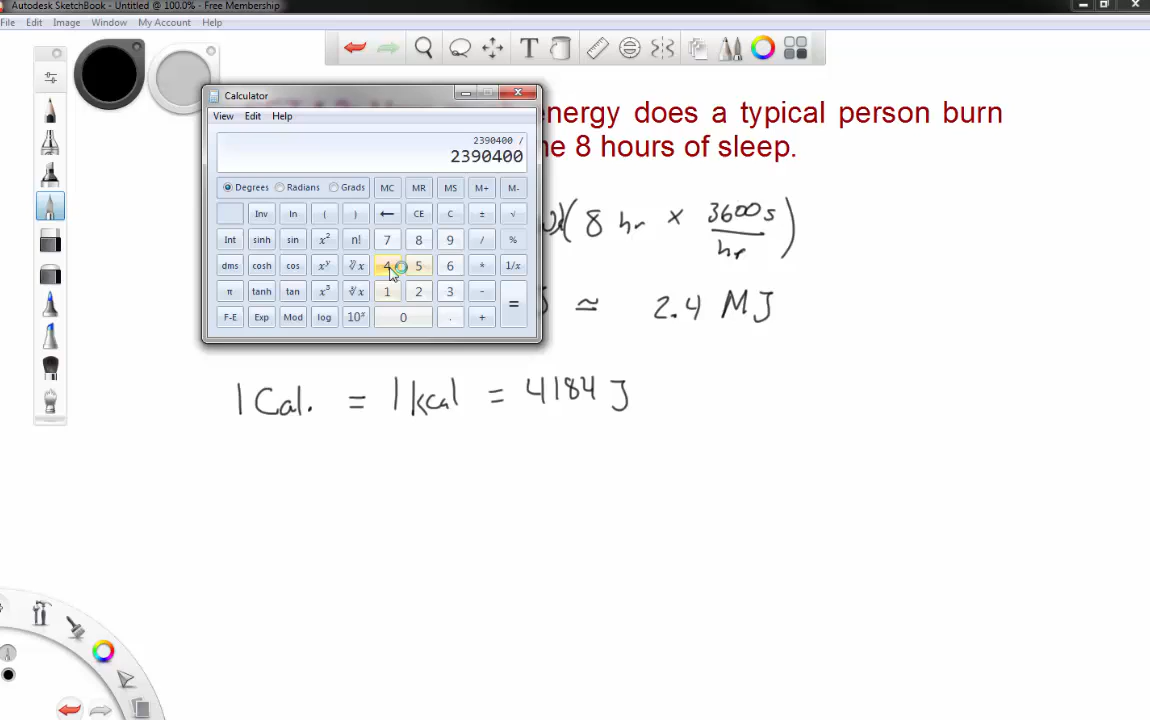 Autodesk SketchBook - Untitled @ 100.0% - Free Membership
File Edit Image Window My Account Help
Calculator
View Edit Help
2390400 /
2390400
Degrees Radians Grads MC MR MS M+ M-
Inv ln ( ) ← CE C ± √
Int sinh sin x² n! 7 8 9 / %
dms cosh cos xʸ ʸ√x 4 5 6 * 1/x
π tanh tan x³ ³√x 1 2 3 - =
F-E Exp Mod log 10ˣ 0 . +
energy does a typical person burn
8 hours of sleep.
(8 hr × 3600 s / hr)
J ≃ 2.4 MJ
1 Cal. = 1 kcal = 4184 J